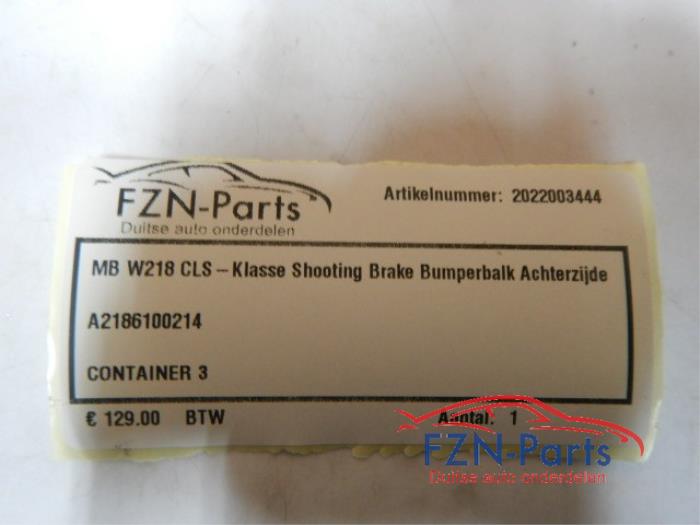 FZN-Parts
Duitse auto onderdelen
Artikelnummer: 2022003444
MB W218 CLS – Klasse Shooting Brake Bumperbalk Achterzijde
A2186100214
CONTAINER 3
€ 129.00 BTW
Aantal: 1
FZN-Parts
Duitse auto onderdelen